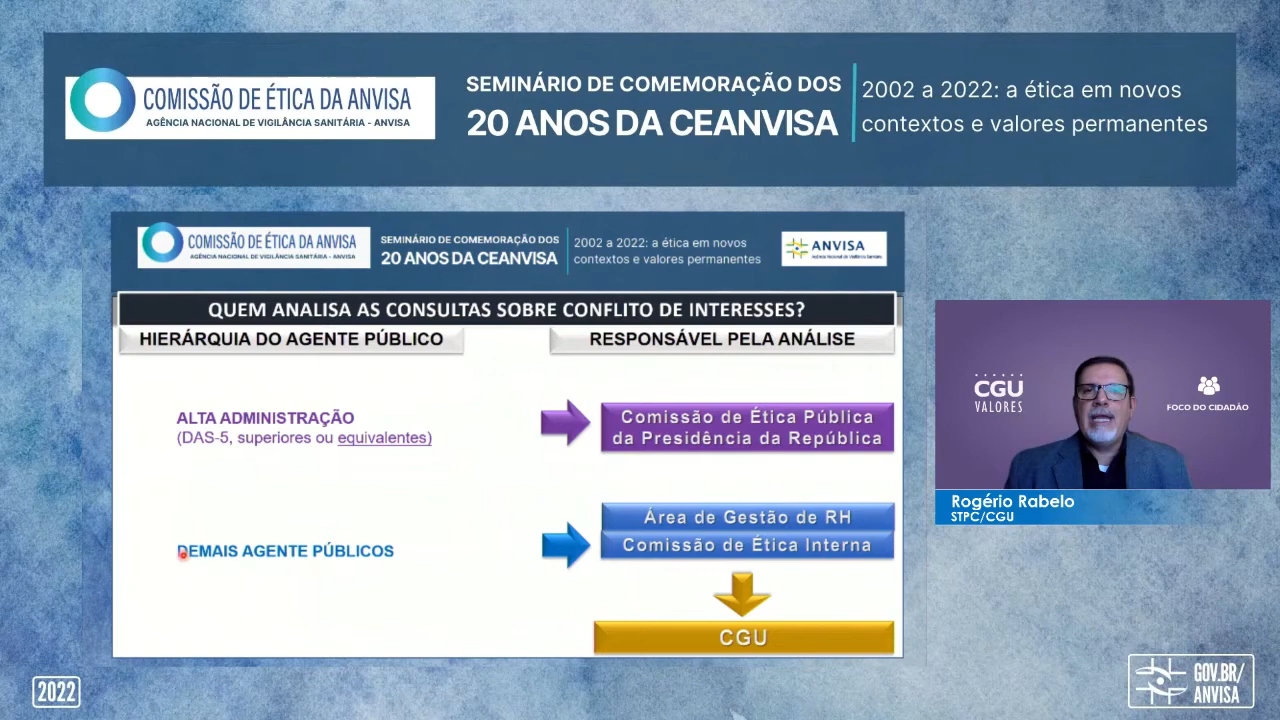 COMISSÃO DE ÉTICA DA ANVISA
AGÊNCIA NACIONAL DE VIGILÂNCIA SANITÁRIA - ANVISA
SEMINÁRIO DE COMEMORAÇÃO DOS
20 ANOS DA CEANVISA
2002 a 2022: a ética em novos
contextos e valores permanentes
COMISSÃO DE ÉTICA DA ANVISA
AGÊNCIA NACIONAL DE VIGILÂNCIA SANITÁRIA - ANVISA
SEMINÁRIO DE COMEMORAÇÃO DOS
20 ANOS DA CEANVISA
2002 a 2022: a ética em novos
contextos e valores permanentes
ANVISA
Agência Nacional de Vigilância Sanitária
QUEM ANALISA AS CONSULTAS SOBRE CONFLITO DE INTERESSES?
HIERÁRQUIA DO AGENTE PÚBLICO
RESPONSÁVEL PELA ANÁLISE
ALTA ADMINISTRAÇÃO
(DAS-5, superiores ou equivalentes)
Comissão de Ética Pública
da Presidência da República
DEMAIS AGENTE PÚBLICOS
Área de Gestão de RH
Comissão de Ética Interna
CGU
CGU
VALORES
FOCO DO CIDADÃO
Rogério Rabelo
STPC/CGU
2022
GOV.BR/
ANVISA